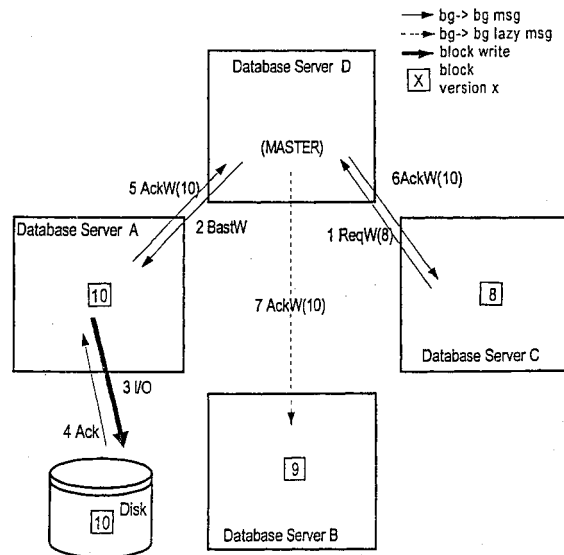 bg-> bg msg
bg-> bg lazy msg
block write
X block
version x
Database Server D
(MASTER)
5 AckW(10)
6AckW(10)
2 BastW
1 ReqW(8)
Database Server A
10
8
7 AckW(10)
Database Server C
3 I/O
4 Ack
Disk
10
9
Database Server B